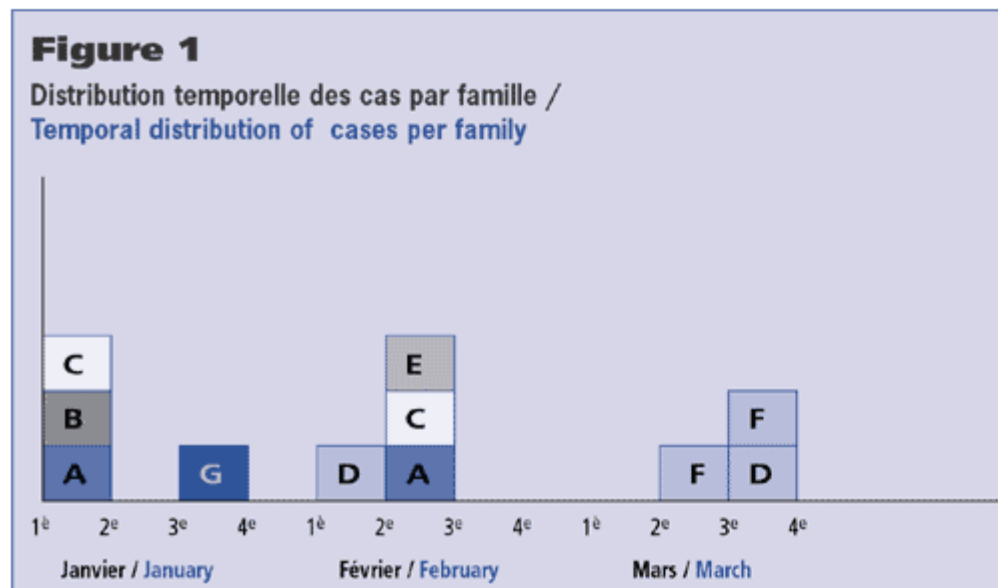 Figure 1
Distribution temporelle des cas par famille /
Temporal distribution of cases per family
C E
B C F
A G D A F D
1è 2e 3e 4e 1è 2e 3e 4e 1è 2e 3e 4e
Janvier / January Février / February Mars / March